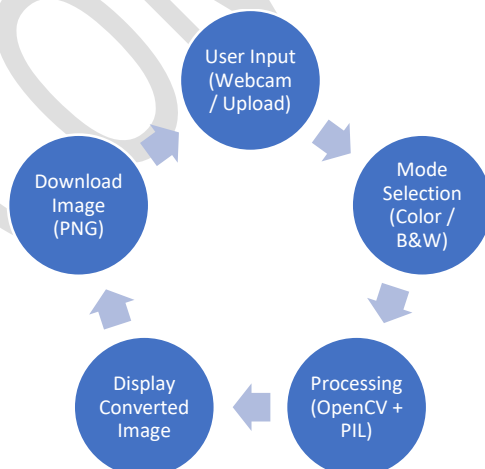 User Input
(Webcam
/ Upload)
Mode
Selection
(Color /
B&W)
Processing
(OpenCV +
PIL)
Display
Converted
Image
Download
Image
(PNG)